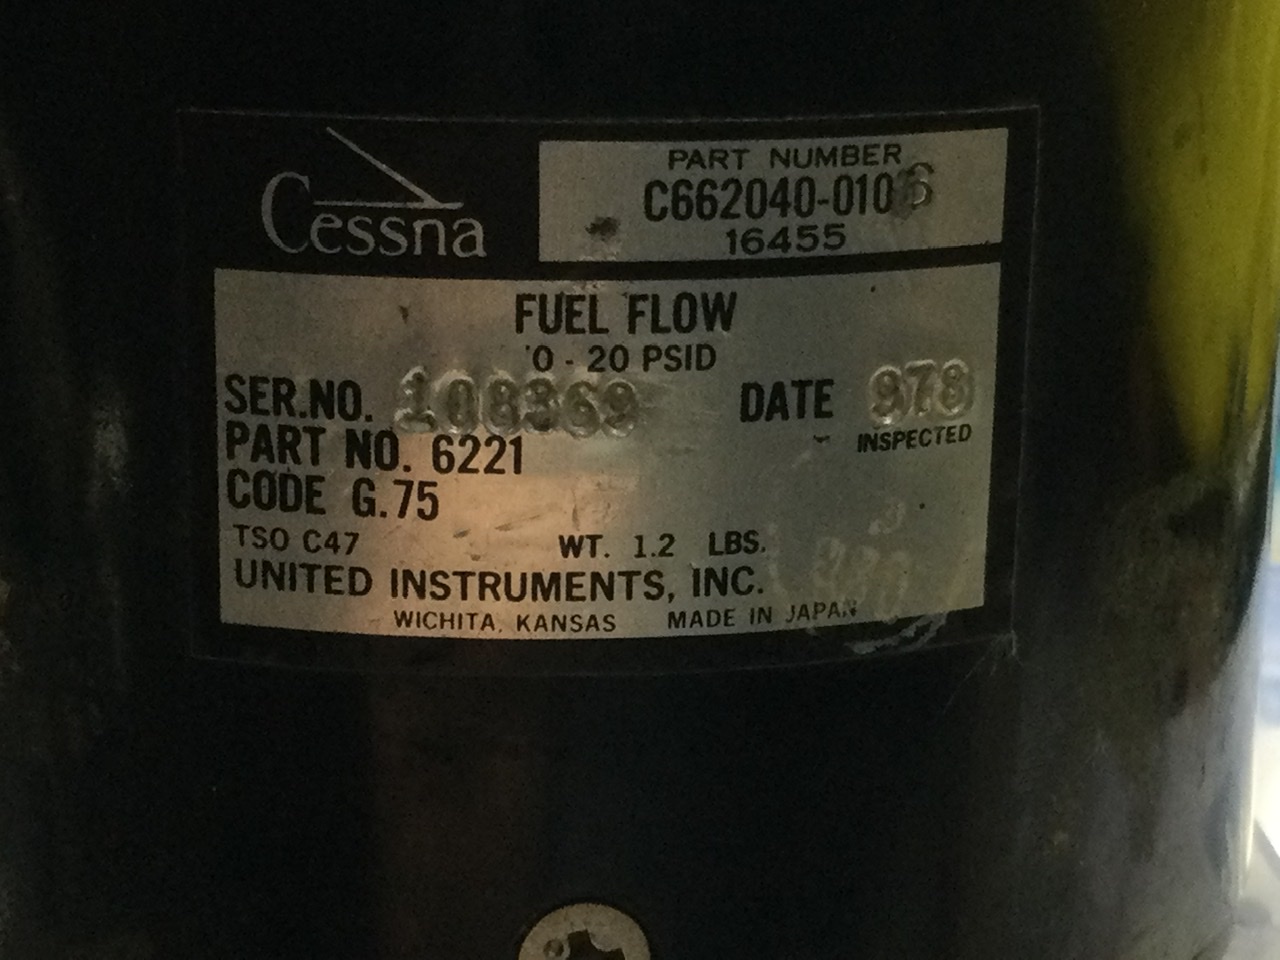 Cessna
PART NUMBER
C662040-0106
16455
FUEL FLOW
0 - 20 PSID
SER.NO. 108369
DATE 978
INSPECTED
PART NO. 6221
CODE G.75
TSO C47 WT. 1.2 LBS.
UNITED INSTRUMENTS, INC.
WICHITA, KANSAS MADE IN JAPAN